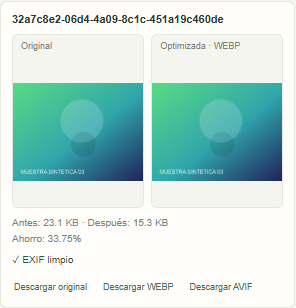 32a7c8e2-06d4-4a09-8c1c-451a19c460de
Original
Optimizada · WEBP
MUESTRA SINTETICA 03
MUESTRA SINTETICA 03
Antes: 23.1 KB · Después: 15.3 KB
Ahorro: 33.75%
✓ EXIF limpio
Descargar original
Descargar WEBP
Descargar AVIF